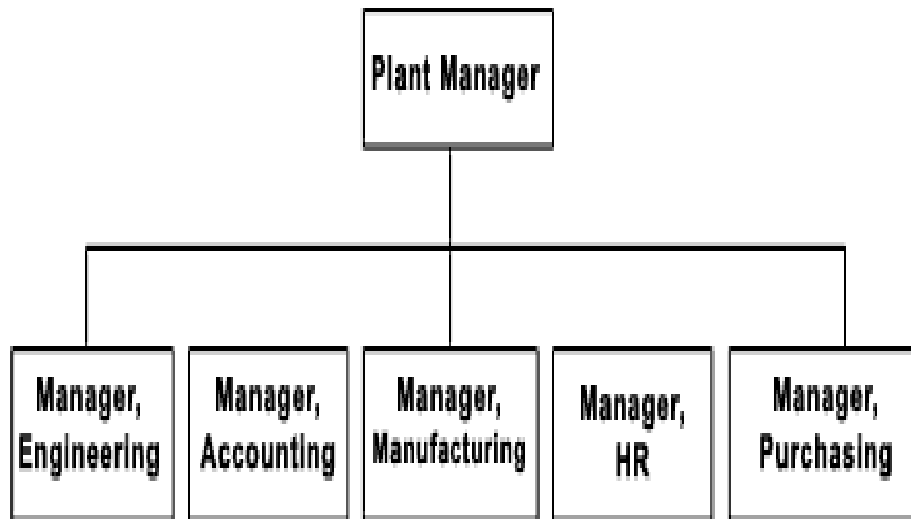 Plant Manager
Manager,
Engineering
Manager,
Accounting
Manager,
Manufacturing
Manager,
HR
Manager,
Purchasing